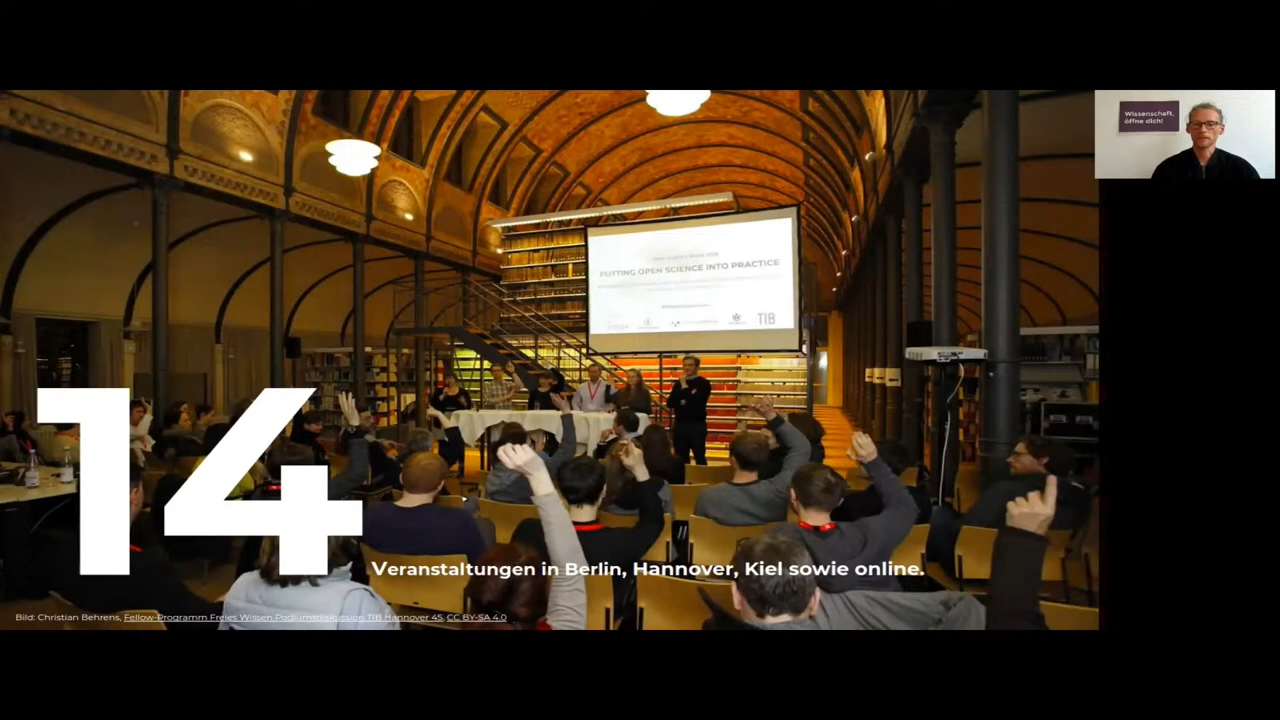 Wissenschaft,
öffne dich!
PUTTING OPEN SCIENCE INTO PRACTICE
TIB
14
Veranstaltungen in Berlin, Hannover, Kiel sowie online.
Bild: Christian Behrens, Fellow-Programm Freies Wissen Podiumsdiskussion TIB Hannover 45, CC BY-SA 4.0